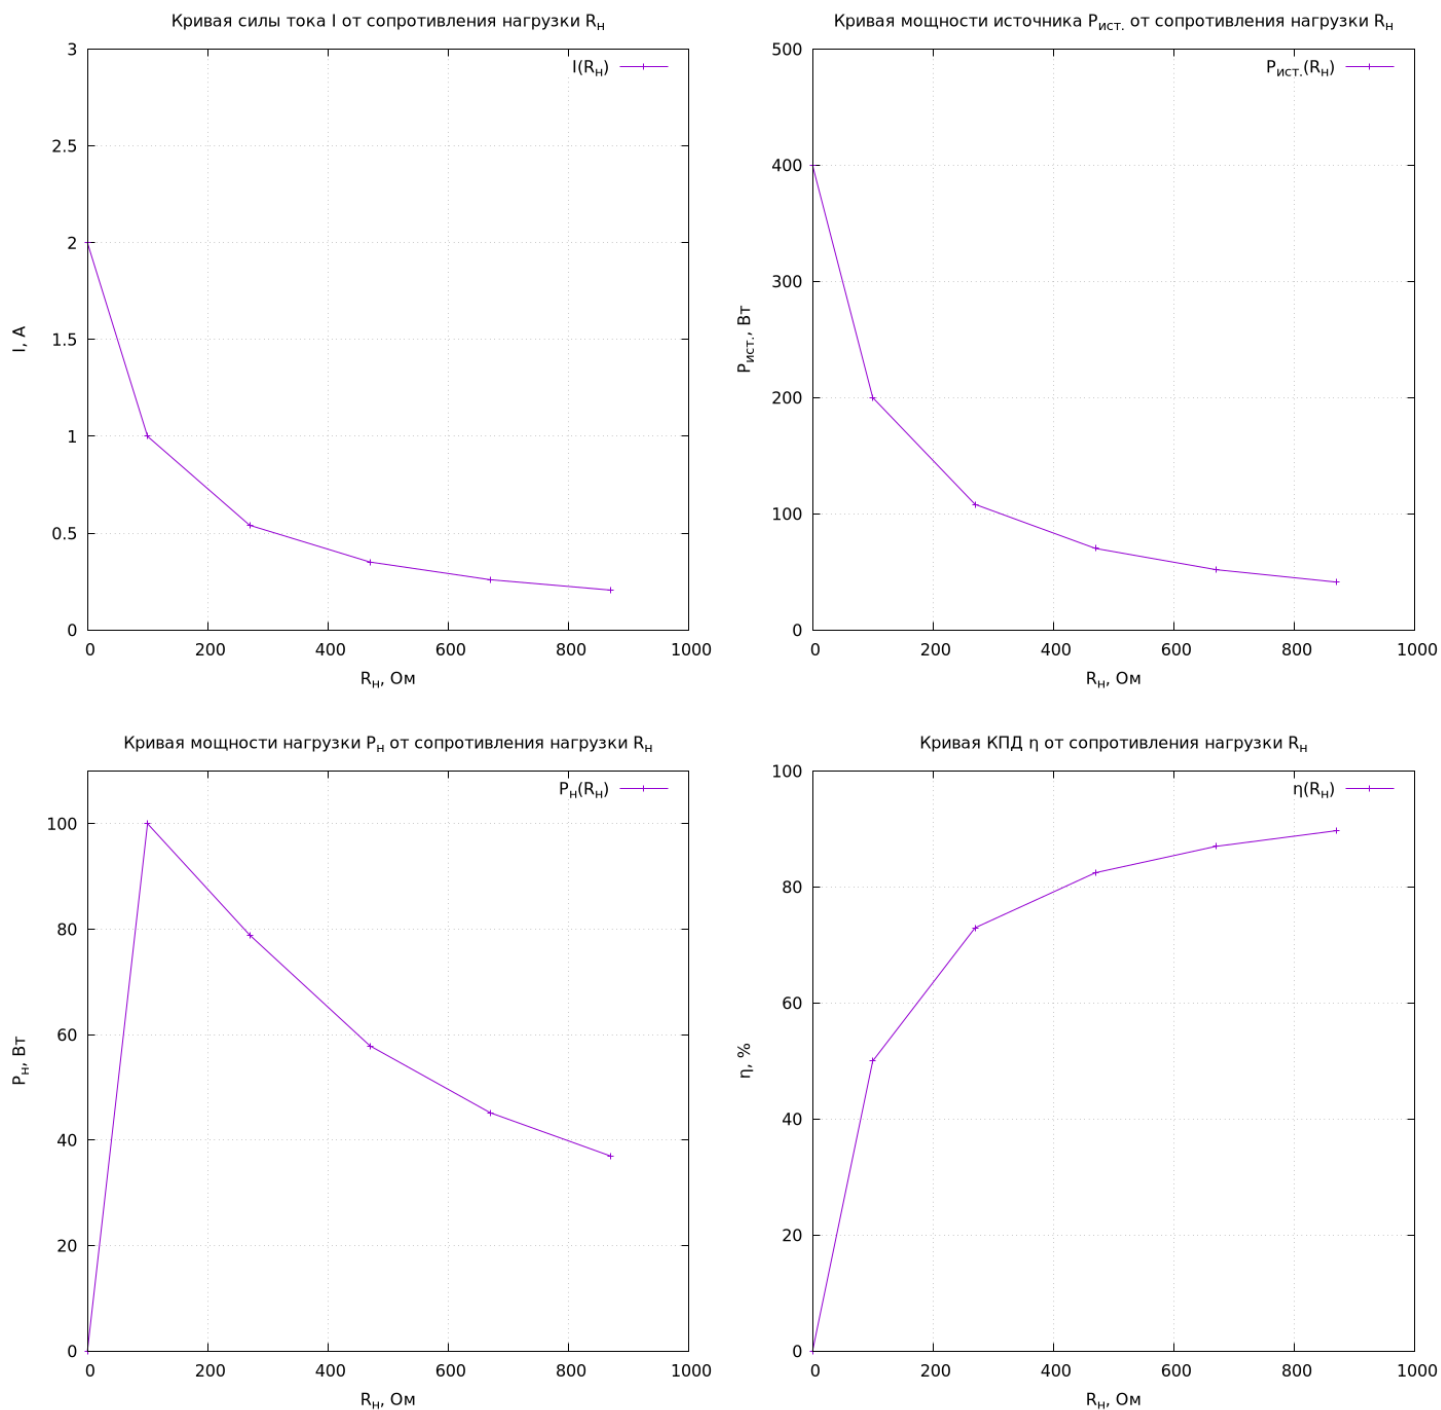 Кривая силы тока I от сопротивления нагрузки Rн
I(Rн)
3
2.5
2
1.5
1
0.5
0
I, А
0 200 400 600 800 1000
Rн, Ом
Кривая мощности источника Pист. от сопротивления нагрузки Rн
Pист.(Rн)
500
400
300
200
100
0
Pист., Вт
0 200 400 600 800 1000
Rн, Ом
Кривая мощности нагрузки Pн от сопротивления нагрузки Rн
Pн(Rн)
100
80
60
40
20
0
Pн, Вт
0 200 400 600 800 1000
Rн, Ом
Кривая КПД η от сопротивления нагрузки Rн
η(Rн)
100
80
60
40
20
0
η, %
0 200 400 600 800 1000
Rн, Ом